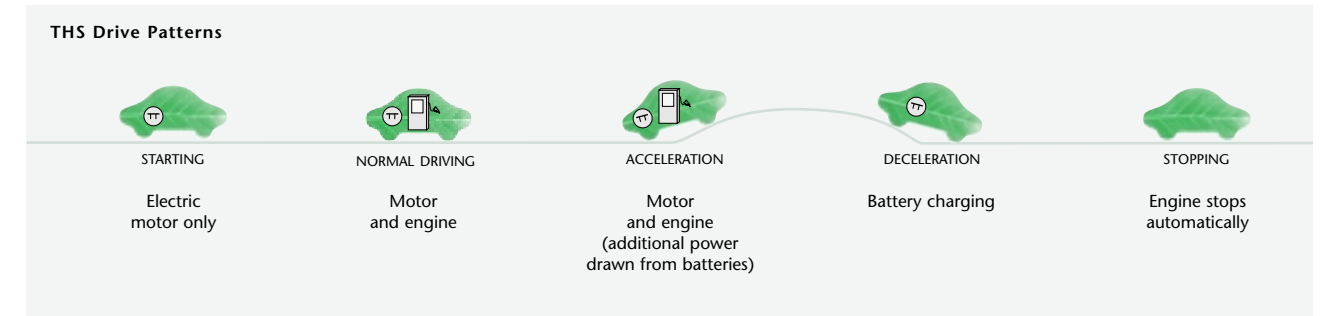 THS Drive Patterns
STARTING
Electric
motor only
NORMAL DRIVING
Motor
and engine
ACCELERATION
Motor
and engine
(additional power
drawn from batteries)
DECELERATION
Battery charging
STOPPING
Engine stops
automatically